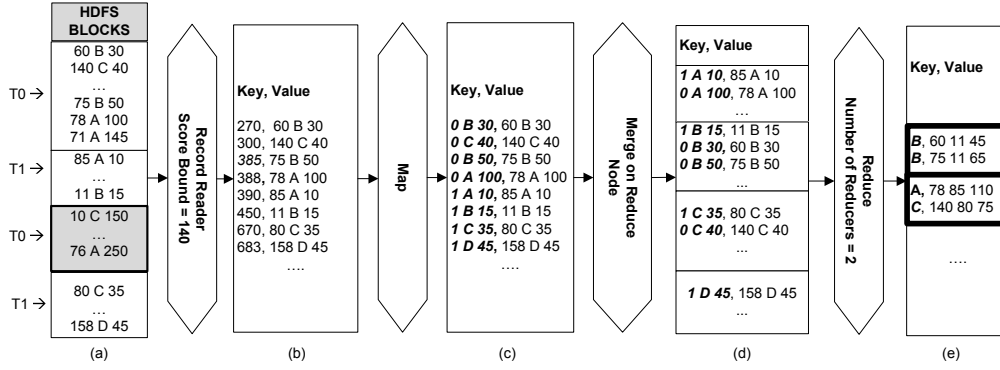 HDFS
BLOCKS
60 B 30
140 C 40
...
75 B 50
78 A 100
71 A 145
85 A 10
...
11 B 15
10 C 150
...
76 A 250
80 C 35
...
158 D 45
T0 →
T1 →
T0 →
T1 →
(a)
Record Reader
Score Bound = 140
Key, Value
270, 60 B 30
300, 140 C 40
385, 75 B 50
388, 78 A 100
390, 85 A 10
450, 11 B 15
670, 80 C 35
683, 158 D 45
....
(b)
Map
Key, Value
0 B 30, 60 B 30
0 C 40, 140 C 40
0 B 50, 75 B 50
0 A 100, 78 A 100
1 A 10, 85 A 10
1 B 15, 11 B 15
1 C 35, 80 C 35
1 D 45, 158 D 45
....
(c)
Merge on Reduce
Node
Key, Value
1 A 10, 85 A 10
0 A 100, 78 A 100
...
1 B 15, 11 B 15
0 B 30, 60 B 30
0 B 50, 75 B 50
...
1 C 35, 80 C 35
0 C 40, 140 C 40
...
1 D 45, 158 D 45
...
(d)
Reduce
Number of Reducers = 2
Key, Value
B, 60 11 45
B, 75 11 65
A, 78 85 110
C, 140 80 75
....
(e)